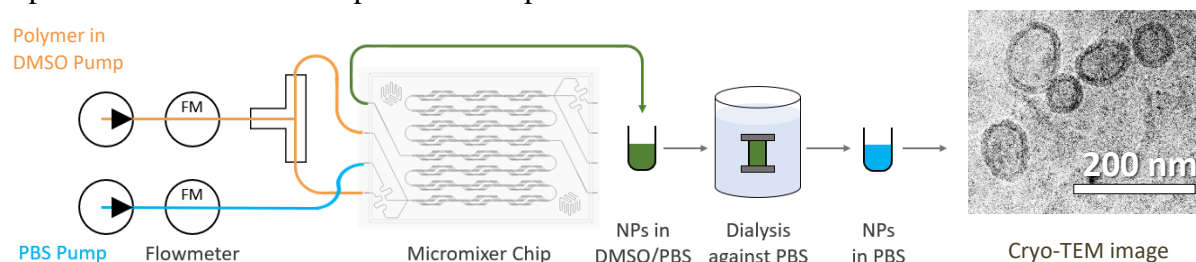 Polymer in
DMSO Pump
FM
FM
PBS Pump
Flowmeter
Micromixer Chip
NPs in
DMSO/PBS
Dialysis
against PBS
NPs
in PBS
200 nm
Cryo-TEM image